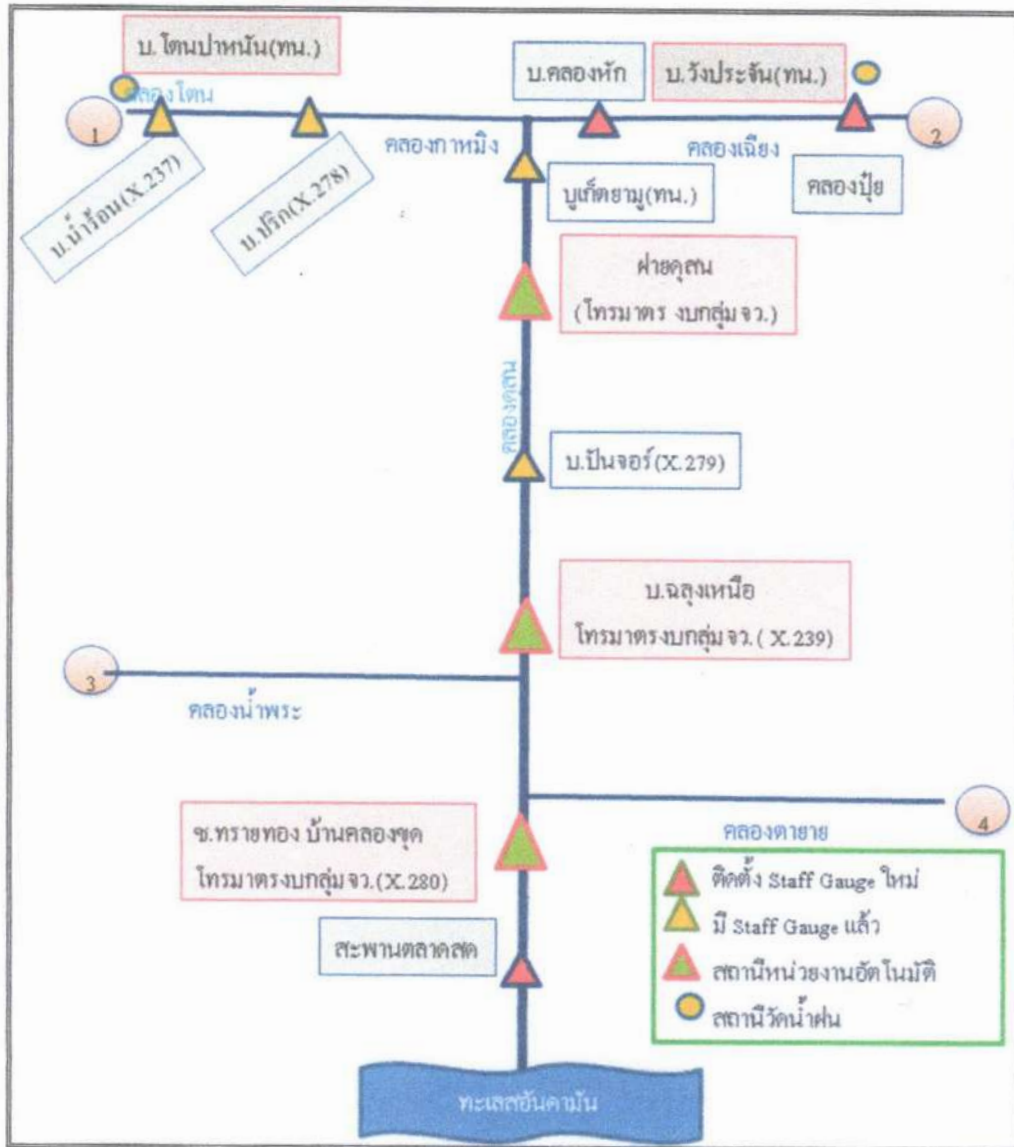 บ.โตนปาหนัน(ทน.)
บ.คลองหัก
บ.วังประจัน(ทน.)
คลองโตน
1
2
คลองกาหมิง
คลองเฉียง
บ.น้ำร้อน(X.237)
บ.ปริก(X.278)
บูเก็ตยามู(ทน.)
คลองปุ๋ย
ฝายดุสน
(โทรมาตร งบกลุ่ม จว.)
คลองดุสน
บ.ปันจอร์(X.279)
บ.ฉลุงเหนือ
โทรมาตรงบกลุ่ม จว.( X.239)
3
คลองน้ำพระ
4
คลองตายาย
ซ.ทรายทอง บ้านคลองขุด
โทรมาตรงบกลุ่ม จว.(X.280)
สะพานตลาดสด
ติดตั้ง Staff Gauge ใหม่
มี Staff Gauge แล้ว
สถานีหน่วยงานอัตโนมัติ
สถานีวัดน้ำฝน
ทะเลสอันดามัน